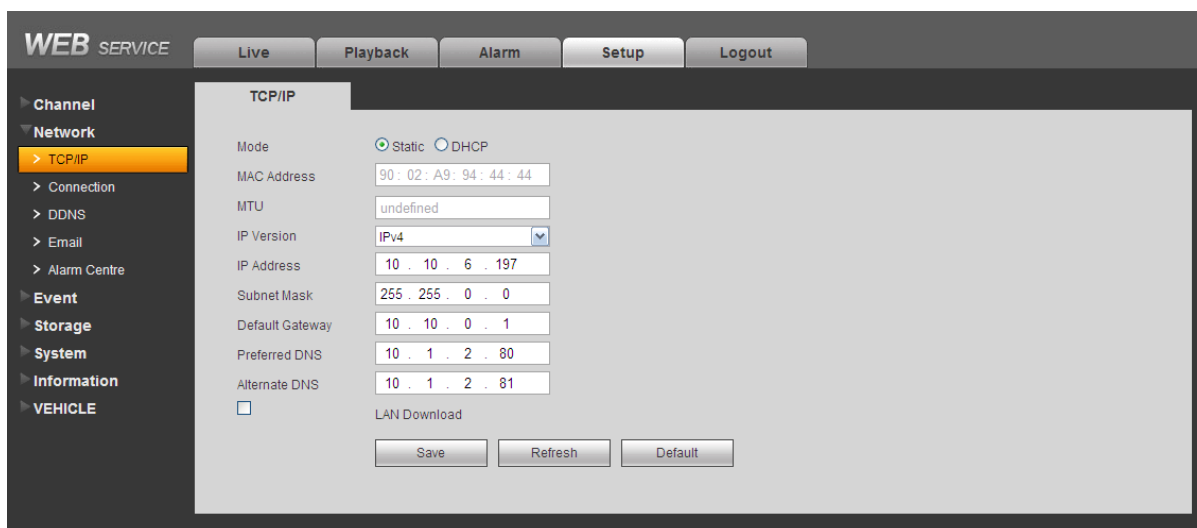 WEB SERVICE
Live Playback Alarm Setup Logout
Channel
Network
> TCP/IP
> Connection
> DDNS
> Email
> Alarm Centre
Event
Storage
System
Information
VEHICLE
TCP/IP
Mode Static DHCP
MAC Address 90 : 02 : A9 : 94 : 44 : 44
MTU undefined
IP Version IPv4
IP Address 10 . 10 . 6 . 197
Subnet Mask 255 . 255 . 0 . 0
Default Gateway 10 . 10 . 0 . 1
Preferred DNS 10 . 1 . 2 . 80
Alternate DNS 10 . 1 . 2 . 81
LAN Download
Save Refresh Default